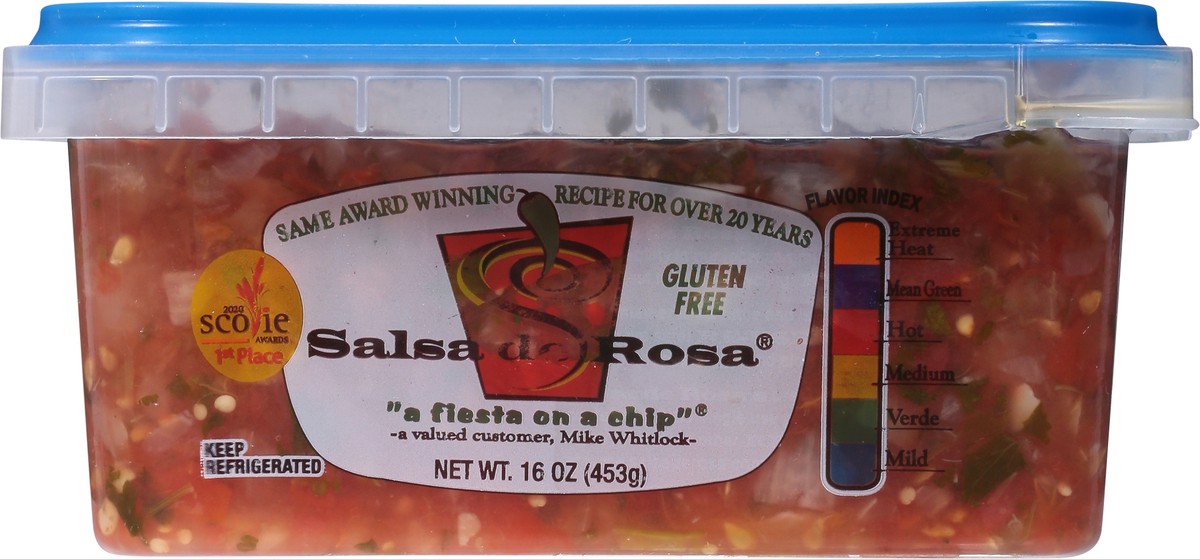 SAME AWARD WINNING RECIPE FOR OVER 20 YEARS
GLUTEN
FREE
Salsa de Rosa®
"a fiesta on a chip"®
-a valued customer, Mike Whitlock-
NET WT. 16 OZ (453g)
2020
scovie
AWARDS
1st Place
KEEP
REFRIGERATED
FLAVOR INDEX
Extreme
Heat
Mean Green
Hot
Medium
Verde
Mild